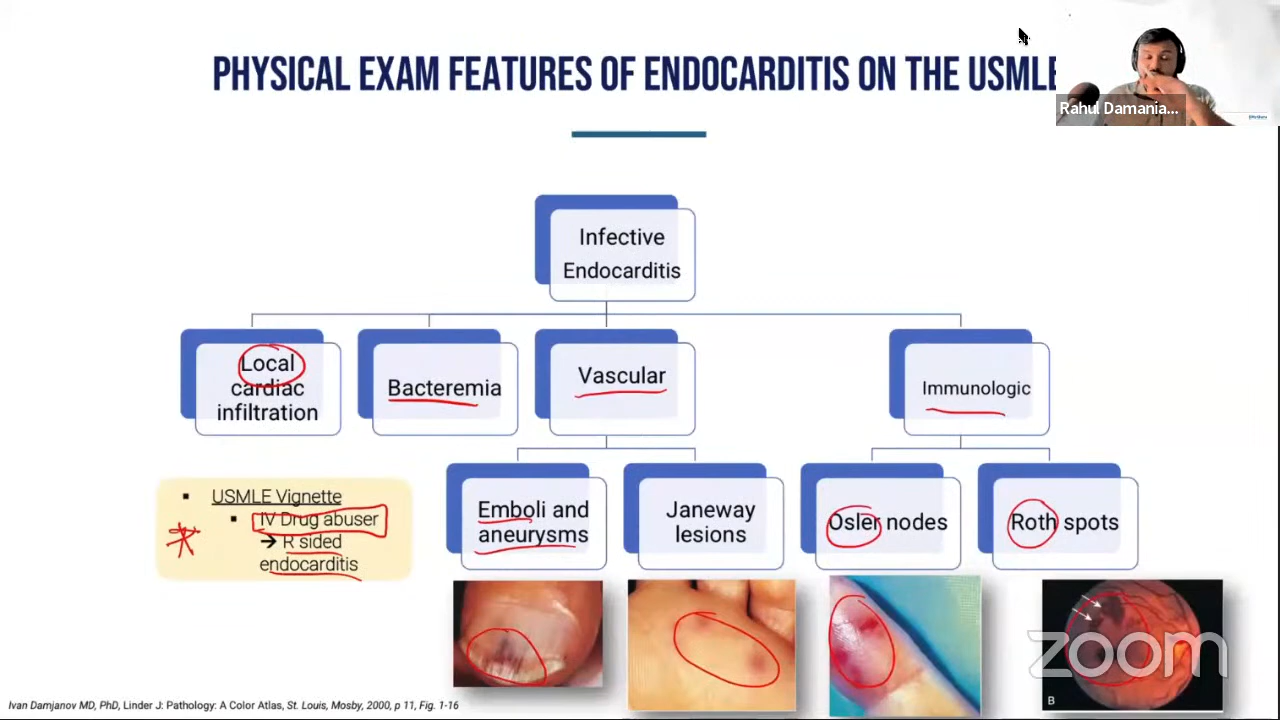 PHYSICAL EXAM FEATURES OF ENDOCARDITIS ON THE USMLE
Rahul Damania...
Infective
Endocarditis
Local
cardiac
infiltration
Bacteremia
Vascular
Immunologic
Emboli and
aneurysms
Janeway
lesions
Osler nodes
Roth spots
▪ USMLE Vignette
▪ IV Drug abuser
→ R sided
endocarditis
B
zoom
Ivan Damjanov MD, PhD, Linder J: Pathology: A Color Atlas, St. Louis, Mosby, 2000, p 11, Fig. 1-16